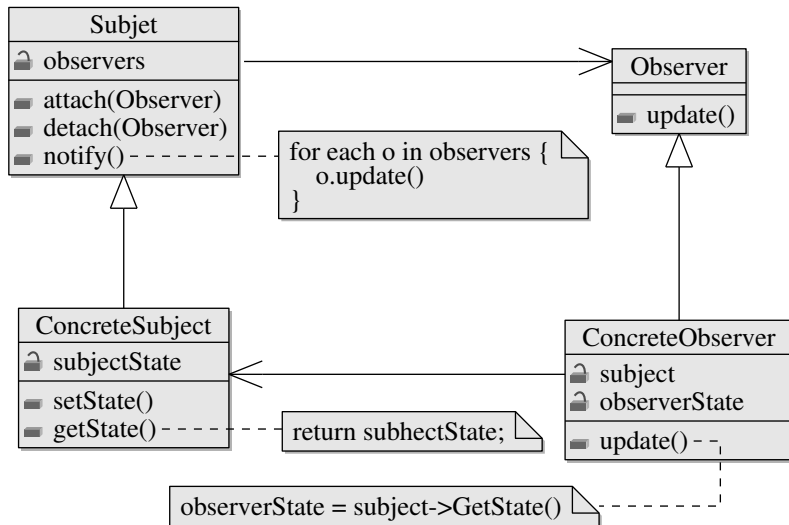 Subjet
observers
attach(Observer)
detach(Observer)
notify()
for each o in observers {
o.update()
}
Observer
update()
ConcreteSubject
subjectState
setState()
getState()
return subhectState;
ConcreteObserver
subject
observerState
update()
observerState = subject->GetState()